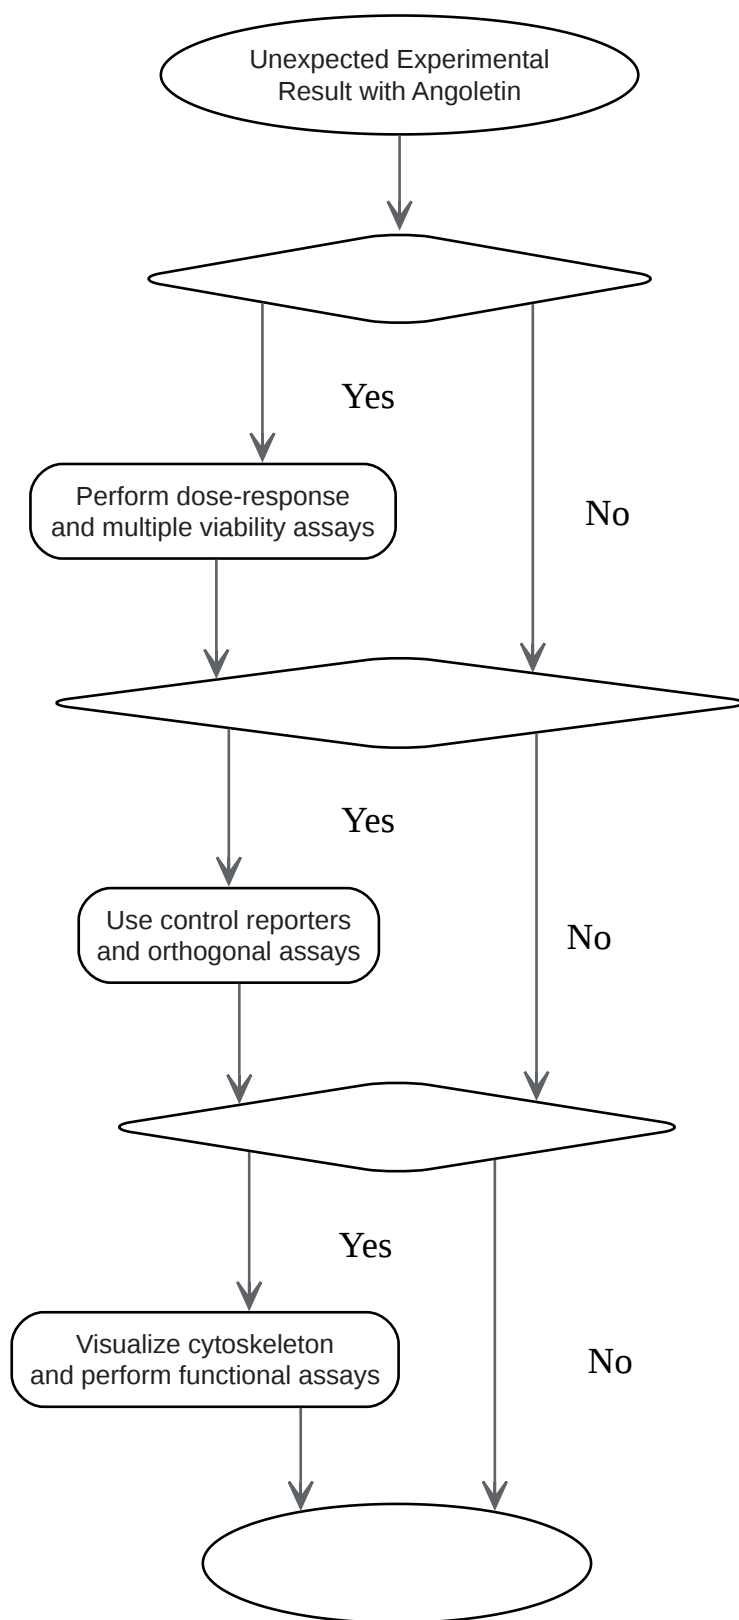 Unexpected Experimental
Result with Angoletin
Yes
Perform dose-response
and multiple viability assays
No
Yes
Use control reporters
and orthogonal assays
No
Yes
Visualize cytoskeleton
and perform functional assays
No